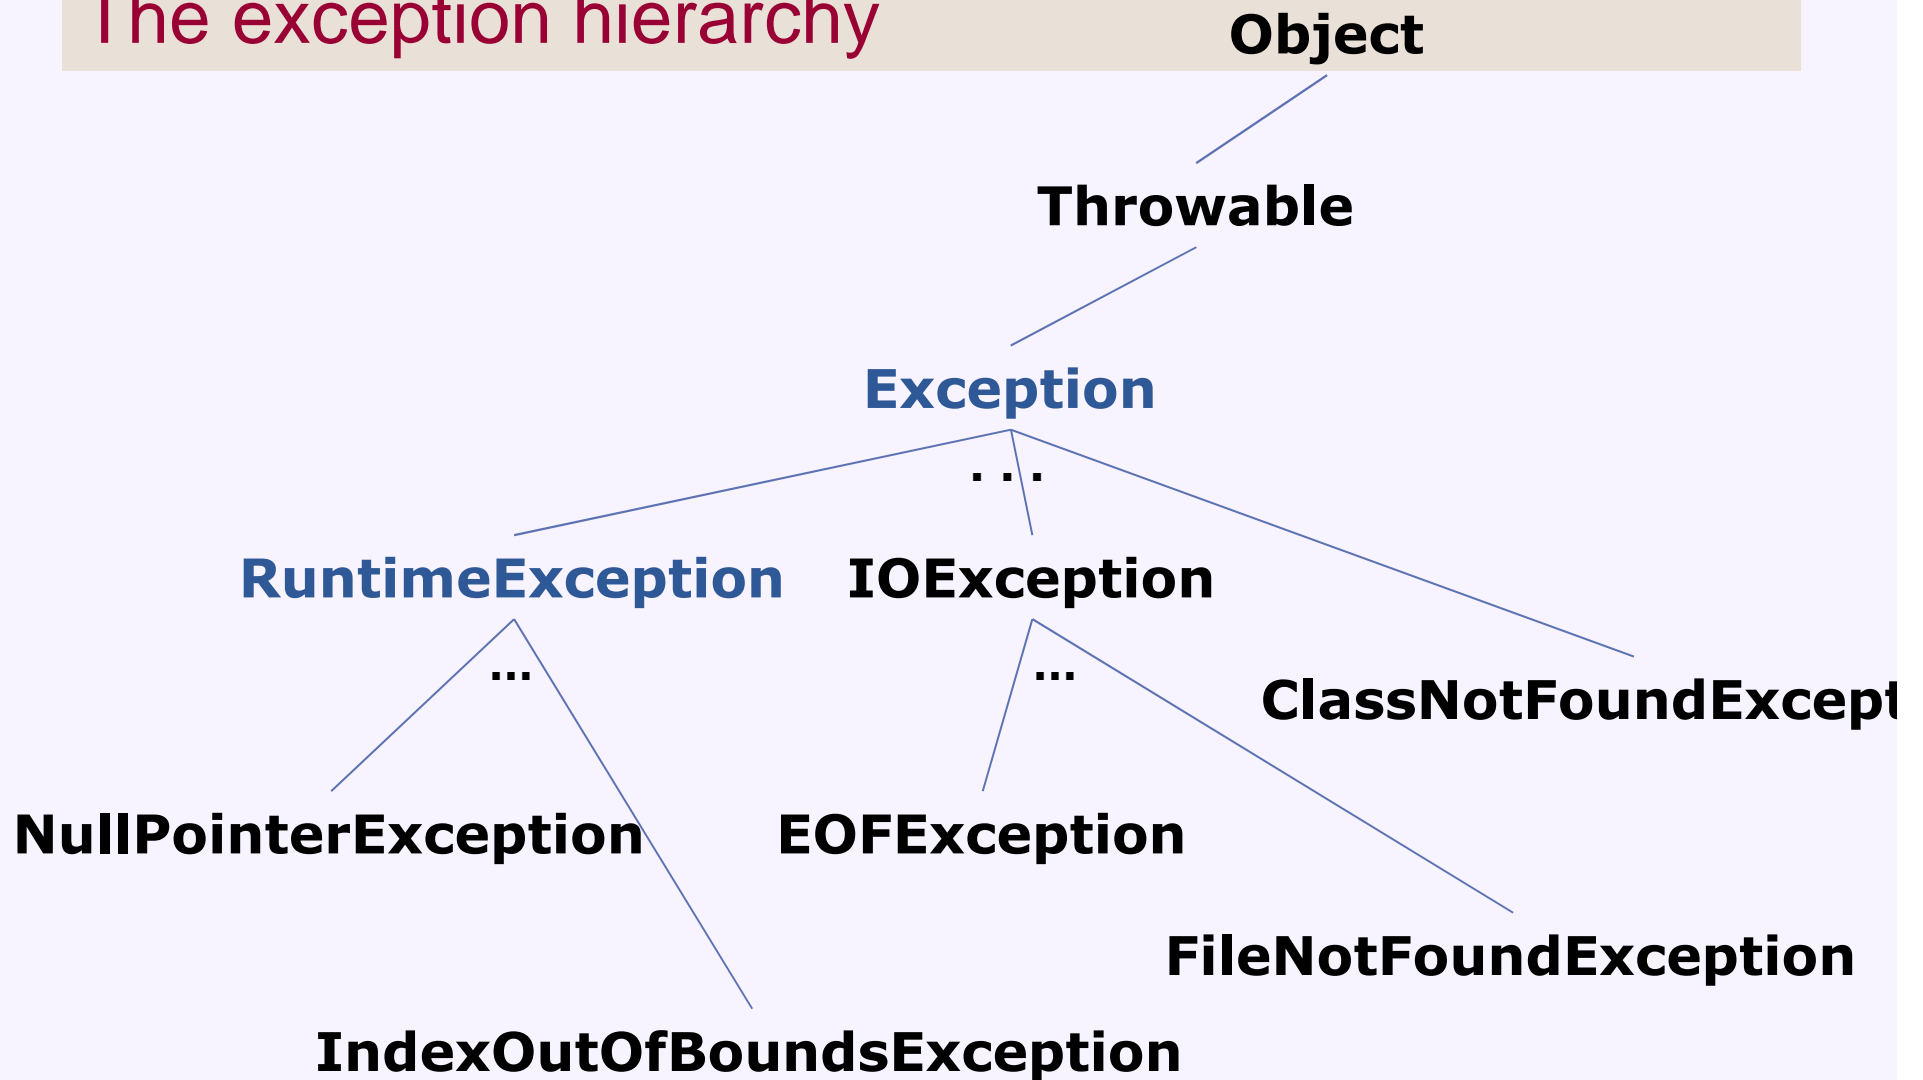 The exception hierarchy
Object
Throwable
Exception
. . .
RuntimeException IOException
... ...
ClassNotFoundExcept
NullPointerException EOFException
FileNotFoundException
IndexOutOfBoundsException